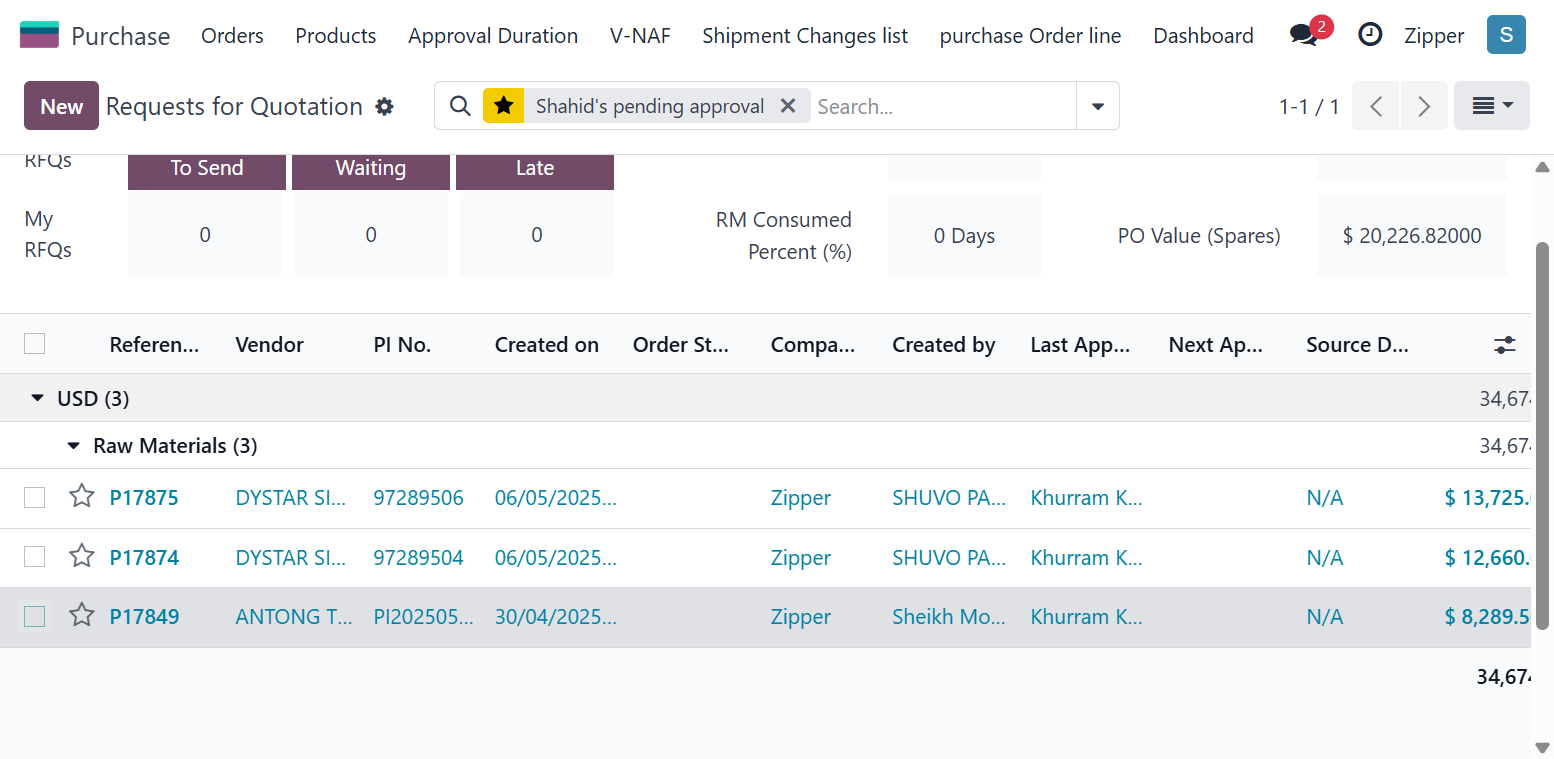 Purchase Orders Products Approval Duration V-NAF Shipment Changes list purchase Order line Dashboard 2 Zipper S
New Requests for Quotation Shahid's pending approval Search... 1-1 / 1
RFQs To Send Waiting Late
My RFQs 0 0 0 RM Consumed Percent (%) 0 Days PO Value (Spares) $ 20,226.82000
Referen... Vendor PI No. Created on Order St... Compa... Created by Last App... Next Ap... Source D...
USD (3) 34,674
Raw Materials (3) 34,674
P17875 DYSTAR SI... 97289506 06/05/2025... Zipper SHUVO PA... Khurram K... N/A $ 13,725.
P17874 DYSTAR SI... 97289504 06/05/2025... Zipper SHUVO PA... Khurram K... N/A $ 12,660.
P17849 ANTONG T... PI202505... 30/04/2025... Zipper Sheikh Mo... Khurram K... N/A $ 8,289.5
34,674